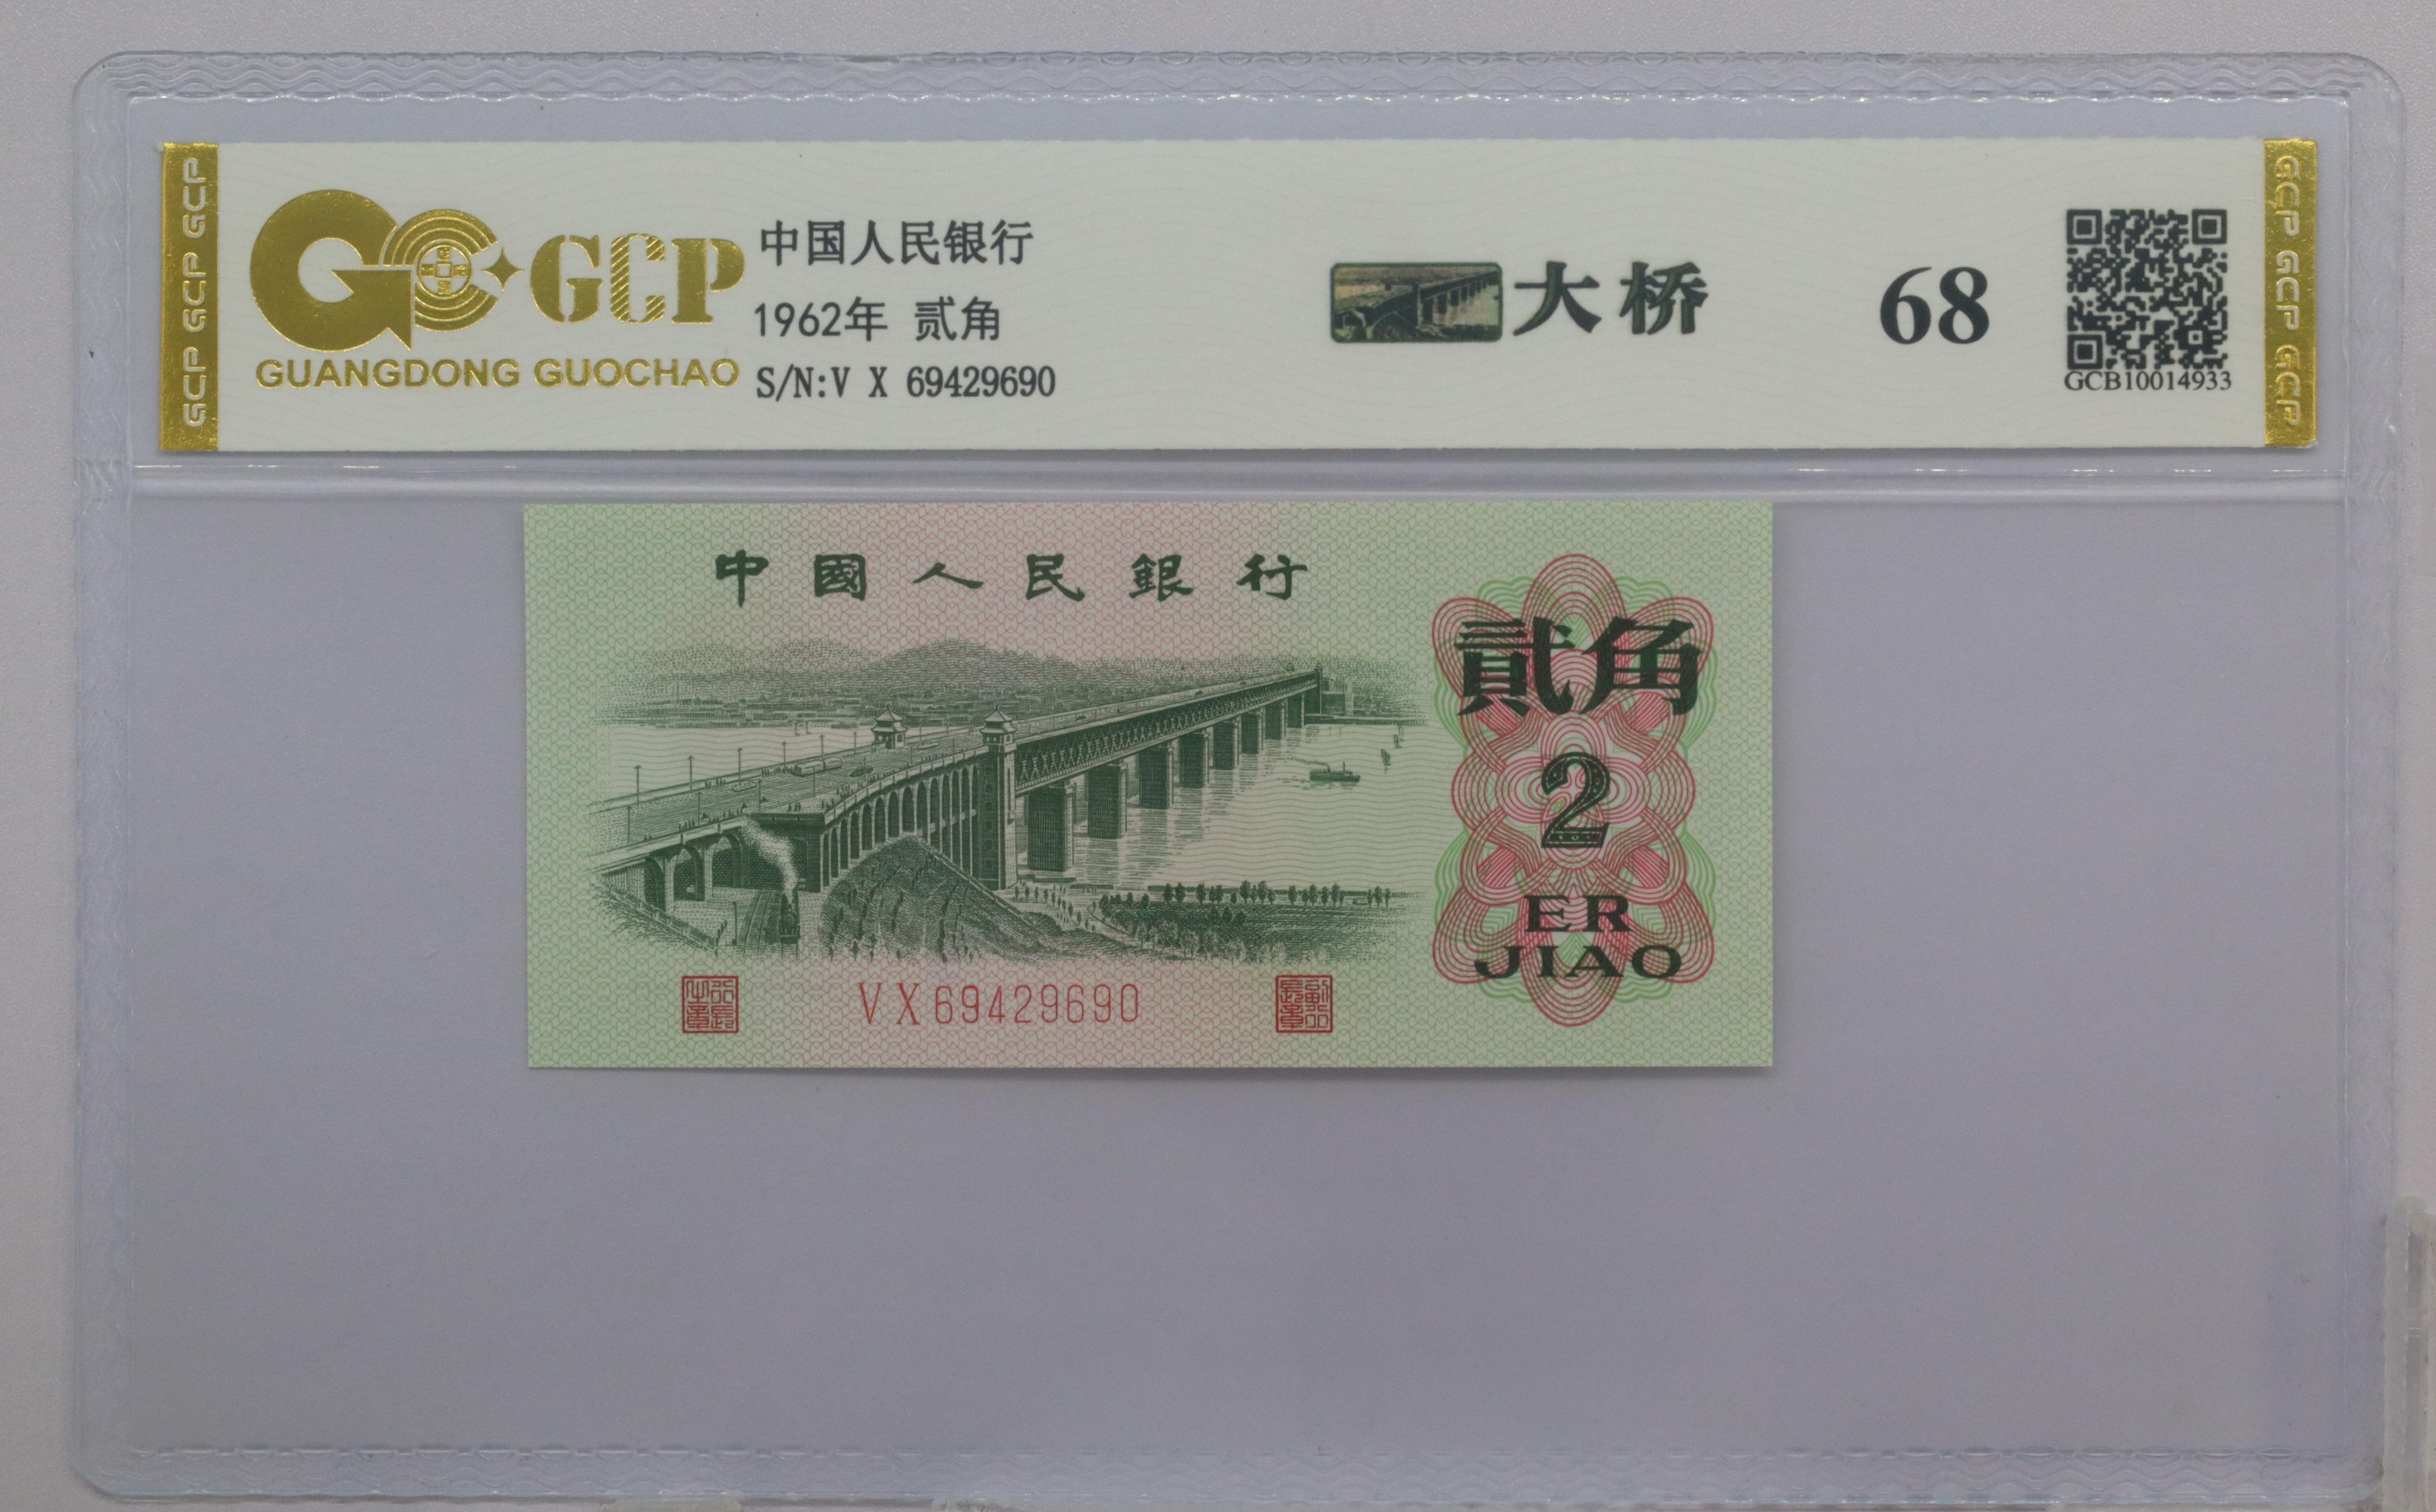 GCP GCP GCP
GCP
GUANGDONG GUOCHAO
中国人民银行
1962年 贰角
S/N:V X 69429690
大桥
68
GCB10014933
GCP GCP GCP
中國人民銀行
貳角
2
ER
JIAO
VX69429690